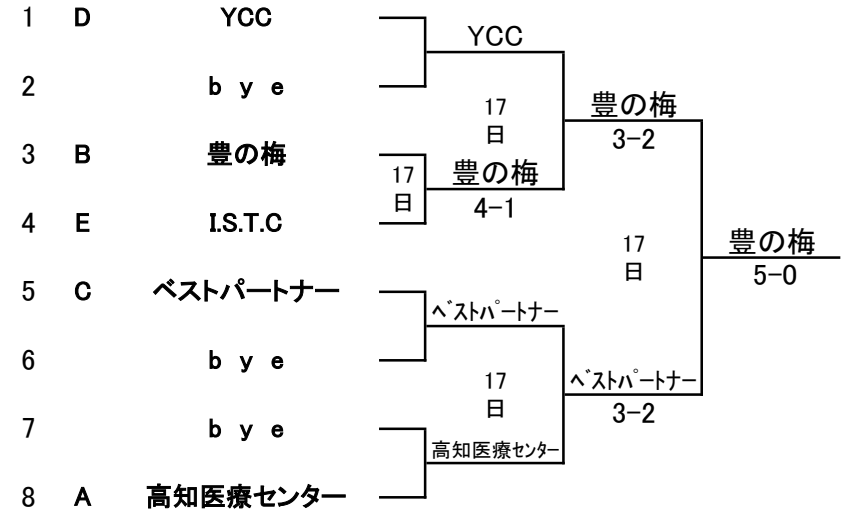 1 D YCC
YCC
2 b y e
17
日
豊の梅
3-2
3 B 豊の梅
17
日
豊の梅
4-1
4 E I.S.T.C
17
日
豊の梅
5-0
5 C ベストパートナー
ﾍﾞｽﾄﾊﾟｰﾄﾅｰ
6 b y e
17
日
ﾍﾞｽﾄﾊﾟｰﾄﾅｰ
3-2
7 b y e
高知医療ｾﾝﾀｰ
8 A 高知医療センター